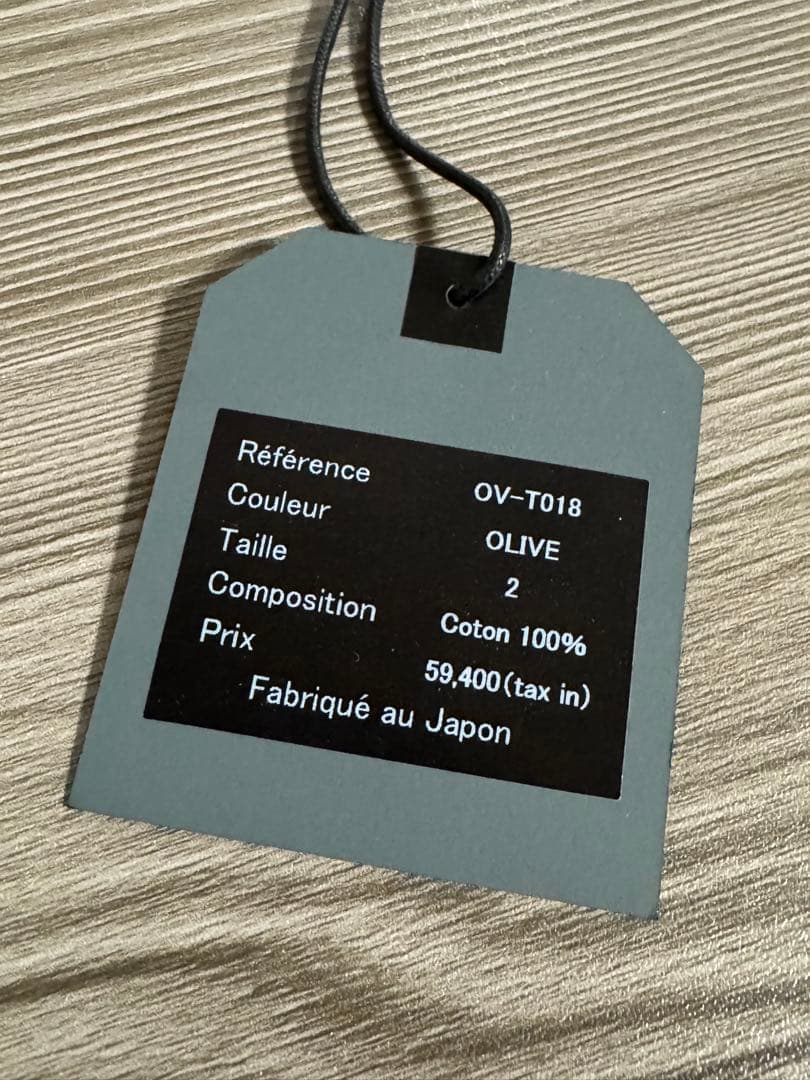 Référence OV-T018
Couleur OLIVE
Taille 2
Composition Coton 100%
Prix 59,400(tax in)
Fabriqué au Japon